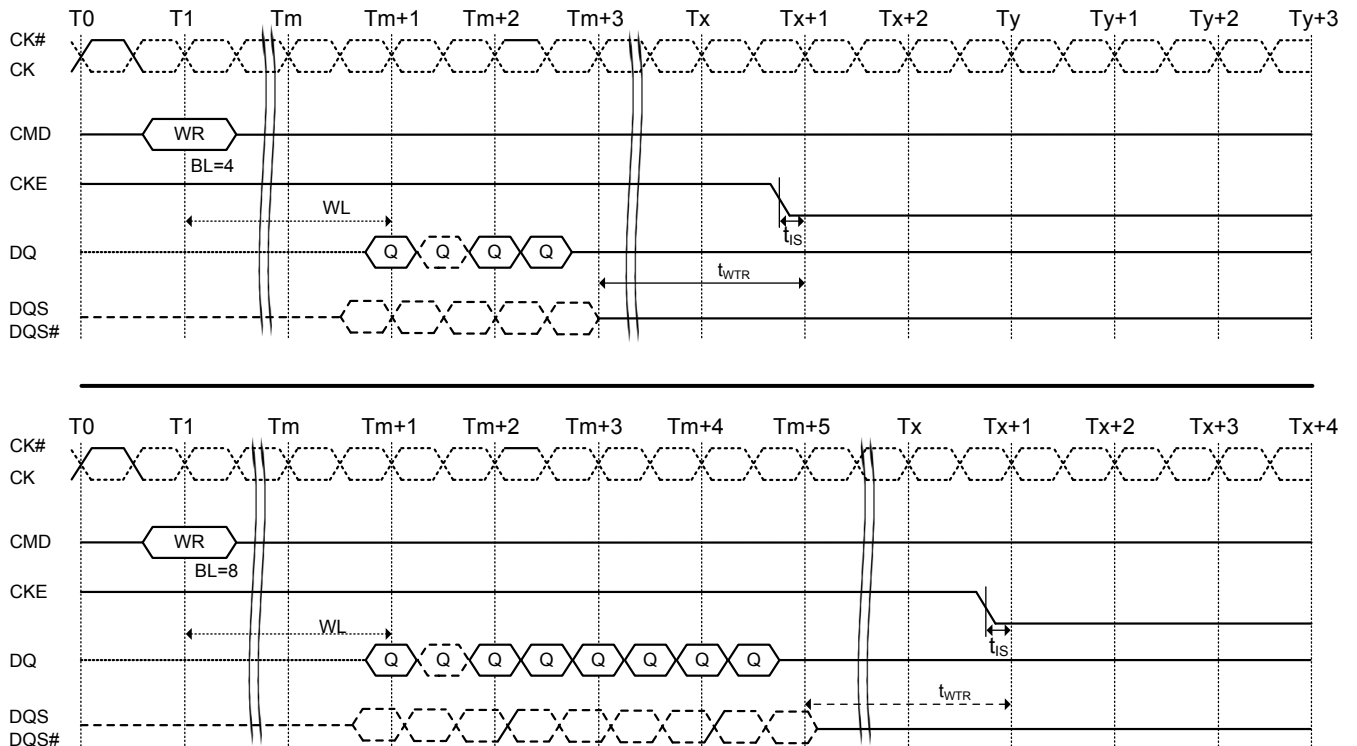 T0 T1 Tm Tm+1 Tm+2 Tm+3 Tx Tx+1 Tx+2 Ty Ty+1 Ty+2 Ty+3
CK#
CK
CMD WR
BL=4
CKE
WL
tIS
DQ Q Q Q Q
tWTR
DQS
DQS#
T0 T1 Tm Tm+1 Tm+2 Tm+3 Tm+4 Tm+5 Tx Tx+1 Tx+2 Tx+3 Tx+4
CK#
CK
CMD WR
BL=8
CKE
WL
tIS
DQ Q Q Q Q Q Q Q Q
tWTR
DQS
DQS#